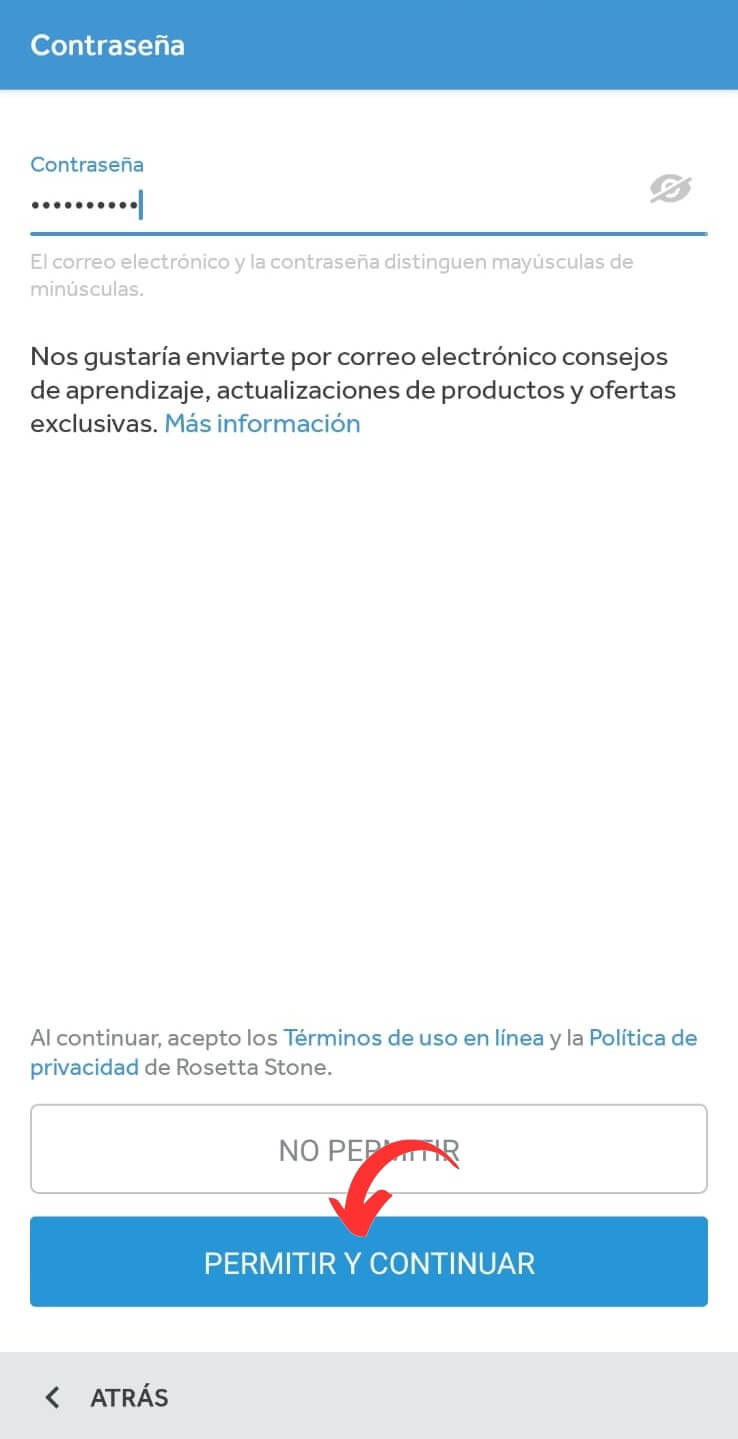 Contraseña
Contraseña
••••••••••
El correo electrónico y la contraseña distinguen mayúsculas de
minúsculas.
Nos gustaría enviarte por correo electrónico consejos
de aprendizaje, actualizaciones de productos y ofertas
exclusivas. Más información
Al continuar, acepto los Términos de uso en línea y la Política de
privacidad de Rosetta Stone.
NO PERMITIR
PERMITIR Y CONTINUAR
ATRÁS